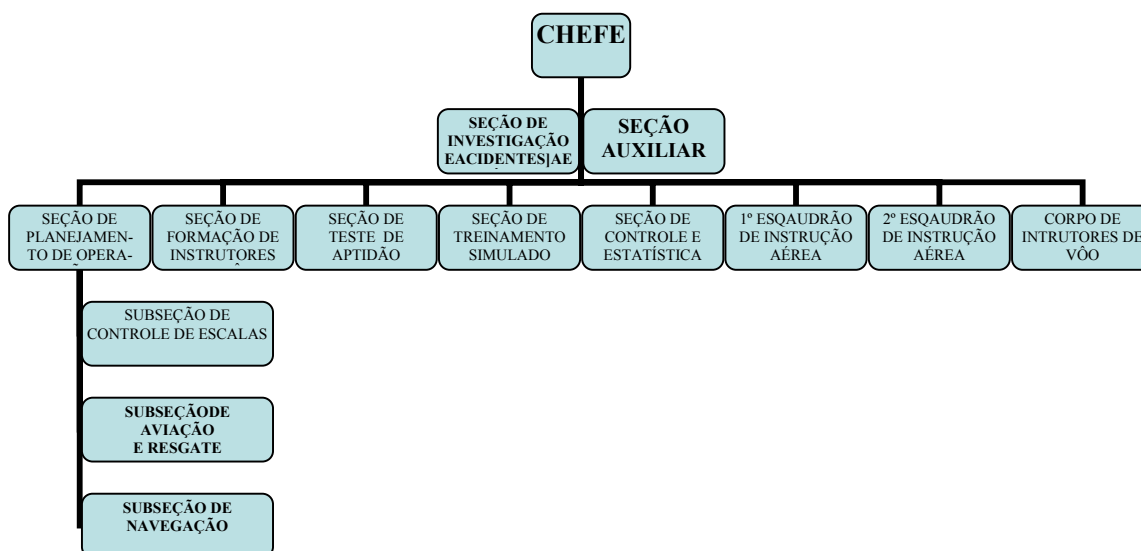 CHEFE
SEÇÃO DE
INVESTIGAÇÃO
EACIDENTES]AE
SEÇÃO
AUXILIAR
SEÇÃO DE
PLANEJAMEN-
TO DE OPERA-
SEÇÃO DE
FORMAÇÃO DE
INSTRUTORES
SEÇÃO DE
TESTE DE
APTIDÃO
SEÇÃO DE
TREINAMENTO
SIMULADO
SEÇÃO DE
CONTROLE E
ESTATÍSTICA
1º ESQAUDRÃO
DE INSTRUÇÃO
AÉREA
2º ESQAUDRÃO
DE INSTRUÇÃO
AÉREA
CORPO DE
INTRUTORES DE
VÔO
SUBSEÇÃO DE
CONTROLE DE ESCALAS
SUBSEÇÃODE
AVIAÇÃO
E RESGATE
SUBSEÇÃO DE
NAVEGAÇÃO